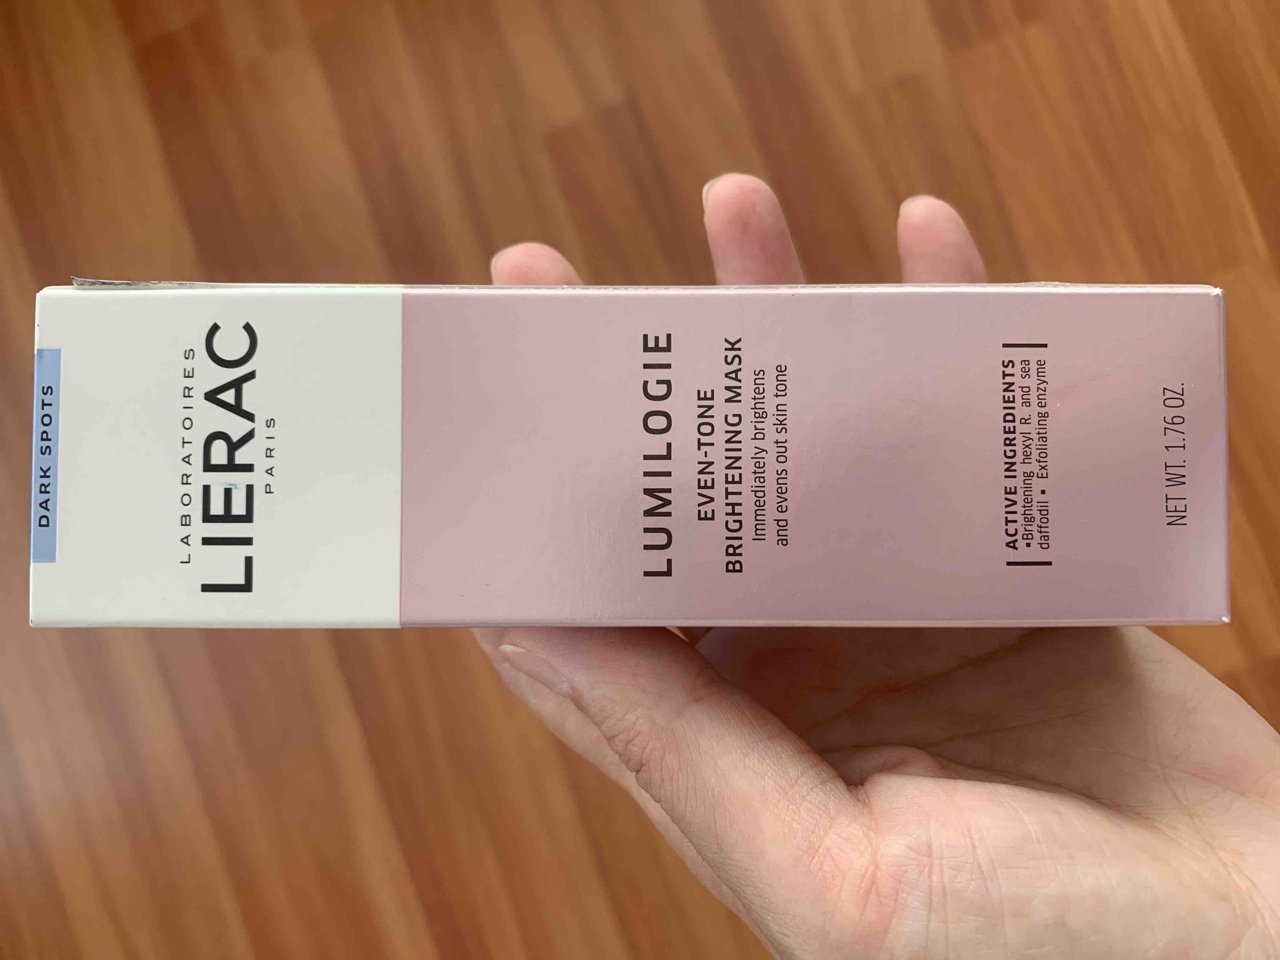 DARK SPOTS
LABORATOIRES
LIERAC
PARIS
LUMILOGIE
EVEN-TONE
BRIGHTENING MASK
Immediately brightens
and evens out skin tone
ACTIVE INGREDIENTS
▪Brightening hexyl R. and sea
daffodil ▪ Exfoliating enzyme
NET WT. 1.76 OZ.